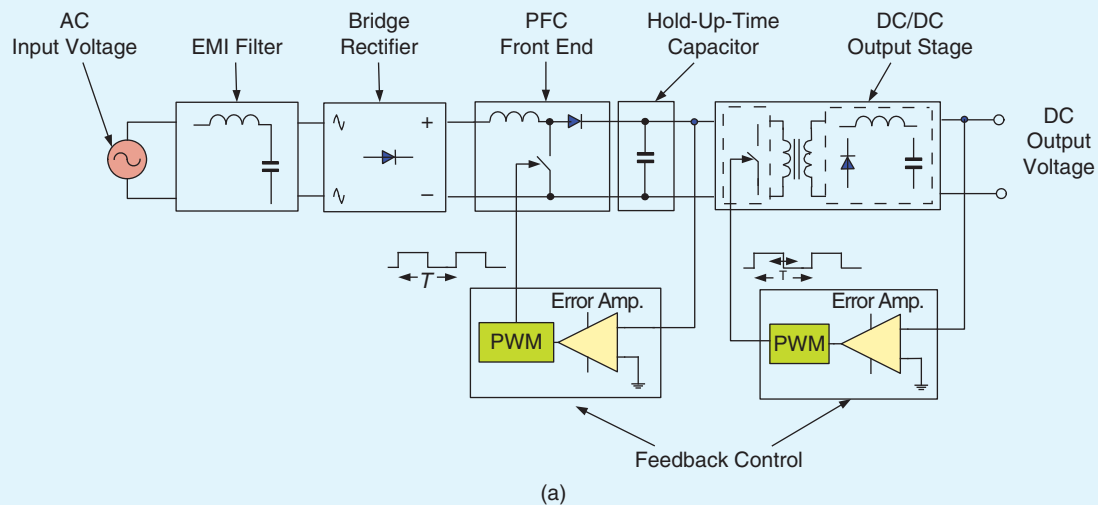 AC
Input Voltage
EMI Filter
Bridge
Rectifier
PFC
Front End
Hold-Up-Time
Capacitor
DC/DC
Output Stage
+
−
DC
Output
Voltage
T
T
Error Amp.
PWM
Error Amp.
PWM
Feedback Control
(a)